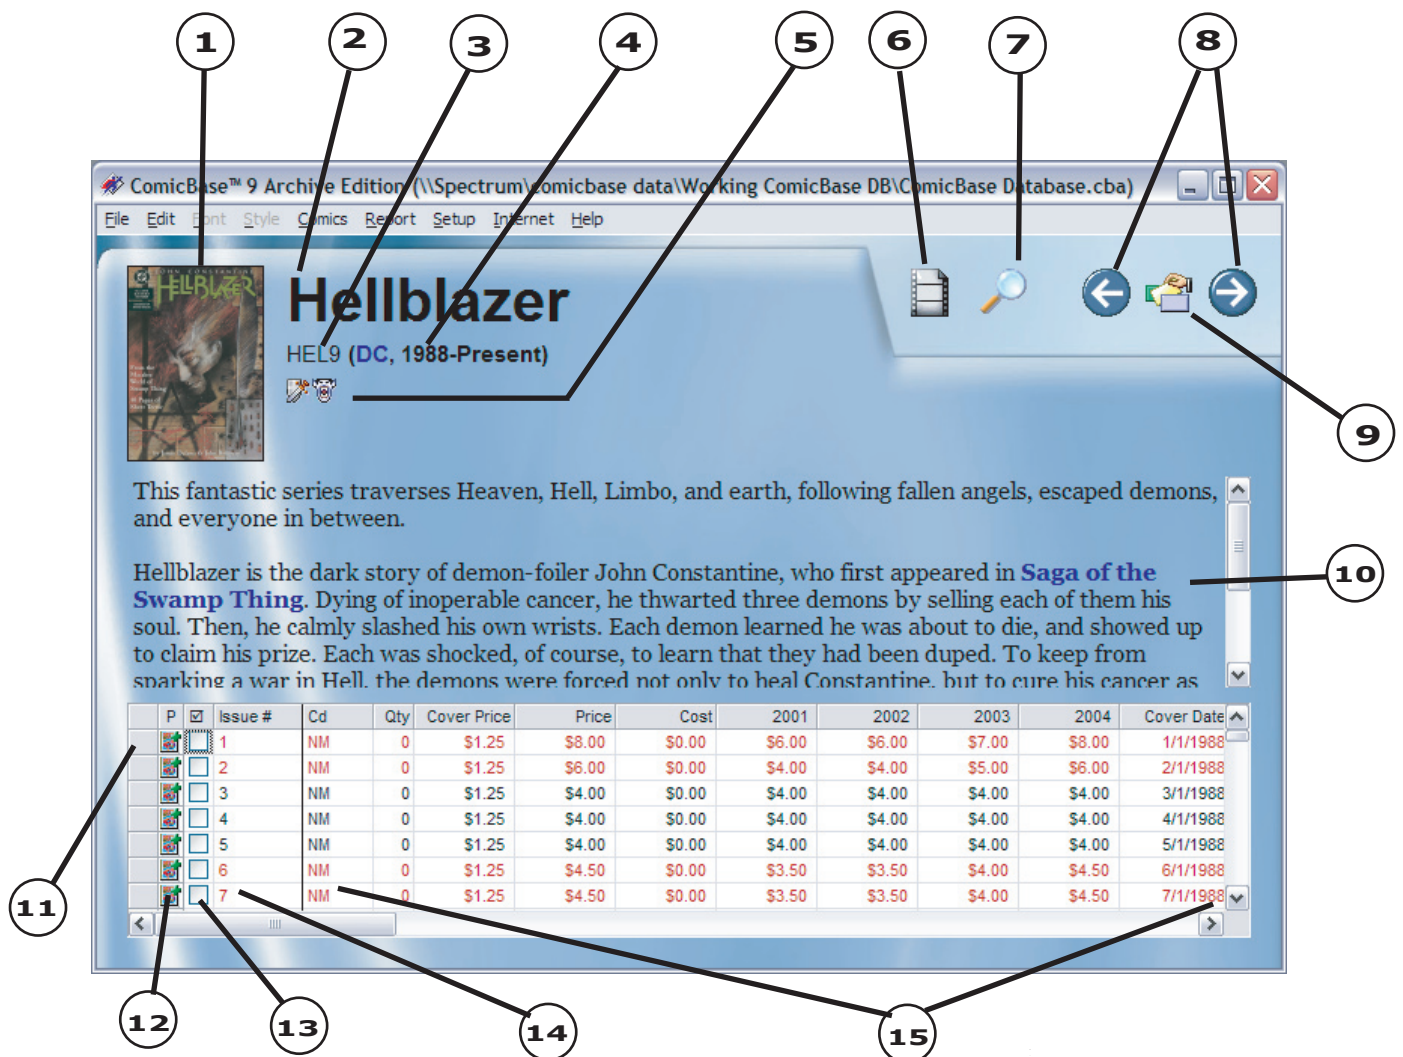 1 2 3 4 5 6 7 8
ComicBase™ 9 Archive Edition (\\Spectrum\comicbase data\Working ComicBase DB\ComicBase Database.cba)
File Edit Font Style Comics Report Setup Internet Help
JOHN CONSTANTINE
HELLBLAZER
Hellblazer
HEL9 (DC, 1988-Present)
9
This fantastic series traverses Heaven, Hell, Limbo, and earth, following fallen angels, escaped demons,
and everyone in between.
Hellblazer is the dark story of demon-foiler John Constantine, who first appeared in Saga of the
Swamp Thing. Dying of inoperable cancer, he thwarted three demons by selling each of them his
soul. Then, he calmly slashed his own wrists. Each demon learned he was about to die, and showed up
to claim his prize. Each was shocked, of course, to learn that they had been duped. To keep from
sparking a war in Hell, the demons were forced not only to heal Constantine, but to cure his cancer as
10
P Issue # Cd Qty Cover Price Price Cost 2001 2002 2003 2004 Cover Date
1 NM 0 $1.25 $8.00 $0.00 $6.00 $6.00 $7.00 $8.00 1/1/1988
2 NM 0 $1.25 $6.00 $0.00 $4.00 $4.00 $5.00 $6.00 2/1/1988
3 NM 0 $1.25 $4.00 $0.00 $4.00 $4.00 $4.00 $4.00 3/1/1988
4 NM 0 $1.25 $4.00 $0.00 $4.00 $4.00 $4.00 $4.00 4/1/1988
5 NM 0 $1.25 $4.00 $0.00 $4.00 $4.00 $4.00 $4.00 5/1/1988
6 NM 0 $1.25 $4.50 $0.00 $3.50 $3.50 $4.00 $4.50 6/1/1988
7 NM 0 $1.25 $4.50 $0.00 $3.50 $3.50 $4.00 $4.50 7/1/1988
11
12 13 14 15